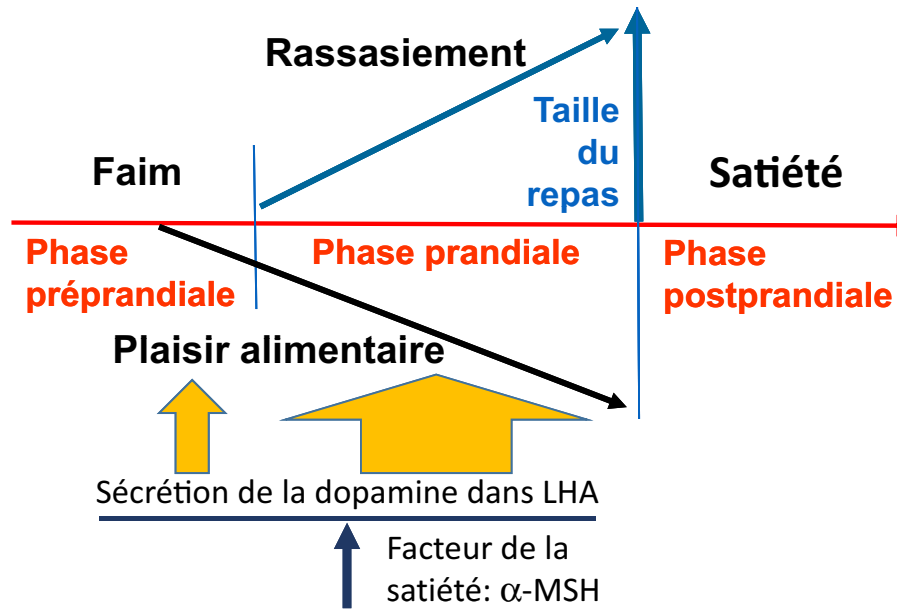 Rassasiement
Taille
du
repas
Faim
Satiété
Phase
préprandiale
Phase prandiale
Phase
postprandiale
Plaisir alimentaire
Sécrétion de la dopamine dans LHA
Facteur de la
satiété: α-MSH